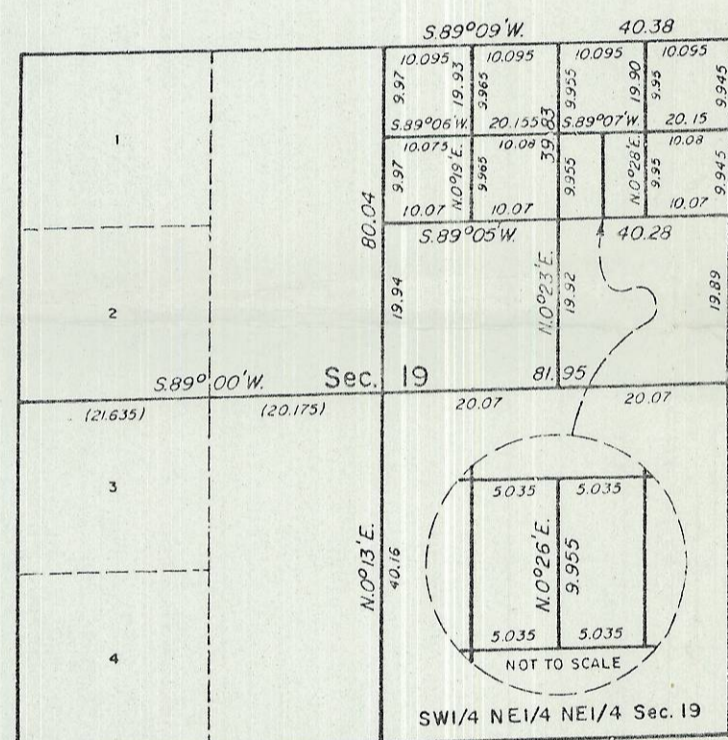 S.89°09'W. 40.38
10.095 10.095 10.095 10.095
9.97 19.93 9.965 9.955 19.90 9.95 9.945
S.89°06'W. 20.155 39.83 S.89°07'W. 20.15
10.075 10.08 10.08
9.97 N.0°19'E. 9.965 9.955 N.0°28'E. 9.95 9.945
10.07 10.07 10.07
1
80.04
S.89°05'W. 40.28
2
19.94 N.0°23'E. 19.92 19.89
S.89°00'W. Sec. 19 81.95
(21.635) (20.175) 20.07 20.07
3
5.035 5.035
N.0°13'E. 40.16 N.0°26'E. 9.955
5.035 5.035
4
NOT TO SCALE
SW1/4 NE1/4 NE1/4 Sec. 19